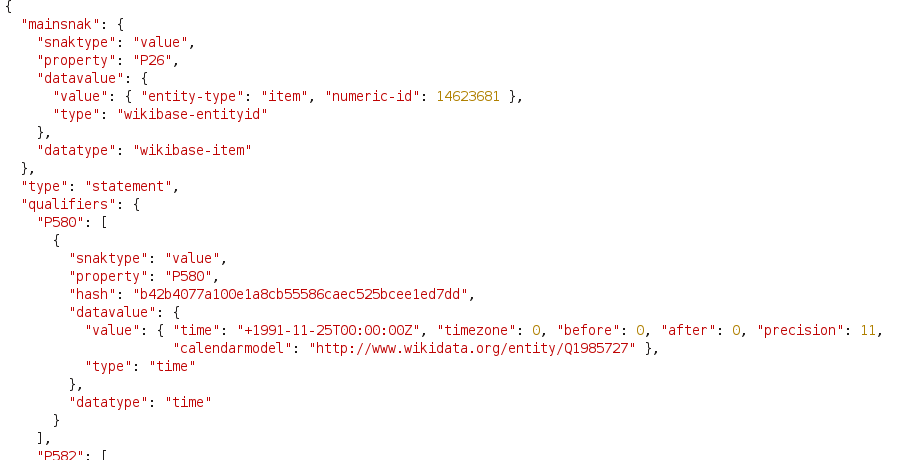 {
"mainsnak": {
"snaktype": "value",
"property": "P26",
"datavalue": {
"value": { "entity-type": "item", "numeric-id": 14623681 },
"type": "wikibase-entityid"
},
"datatype": "wikibase-item"
},
"type": "statement",
"qualifiers": {
"P580": [
{
"snaktype": "value",
"property": "P580",
"hash": "b42b4077a100e1a8cb55586caec525bcee1ed7dd",
"datavalue": {
"value": { "time": "+1991-11-25T00:00:00Z", "timezone": 0, "before": 0, "after": 0, "precision": 11,
"calendarmodel": "http://www.wikidata.org/entity/Q1985727" },
"type": "time"
},
"datatype": "time"
}
],
"P582": [